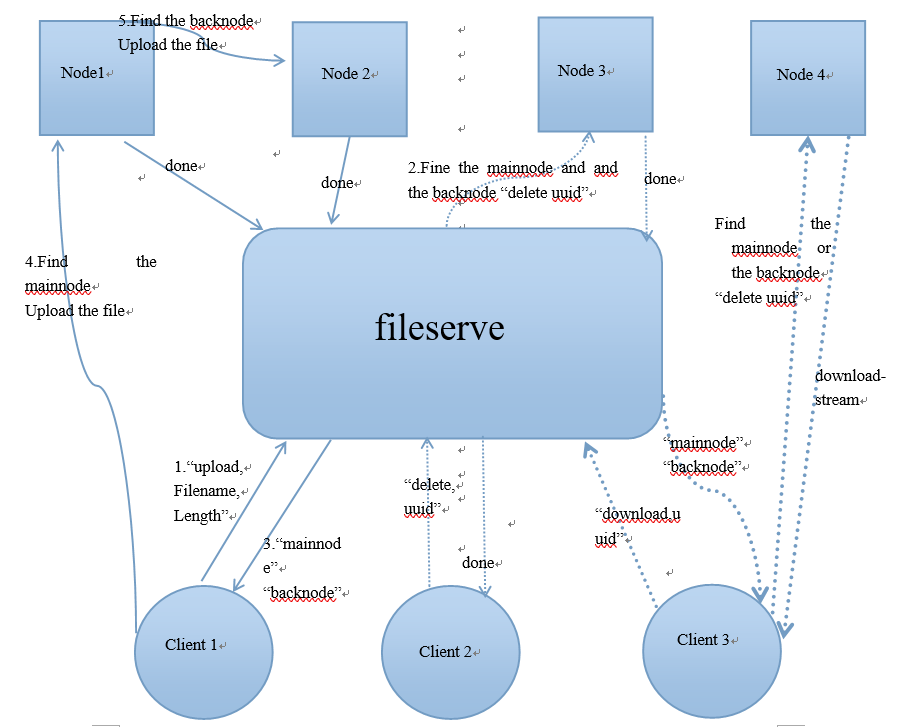 5.Find the backnode
Upload the file
Node1
Node 2
Node 3
Node 4
done
done
2.Fine the mainnode and and
the backnode “delete uuid”
done
Find the
mainnode or
the backnode
“delete uuid”
4.Find the
mainnode
Upload the file
fileserve
download-
stream
“mainnode”
“backnode”
1.“upload,
Filename,
Length”
“delete,
uuid”
“download,u
uid”
3.“mainnod
e”
“backnode”
done
Client 1
Client 2
Client 3